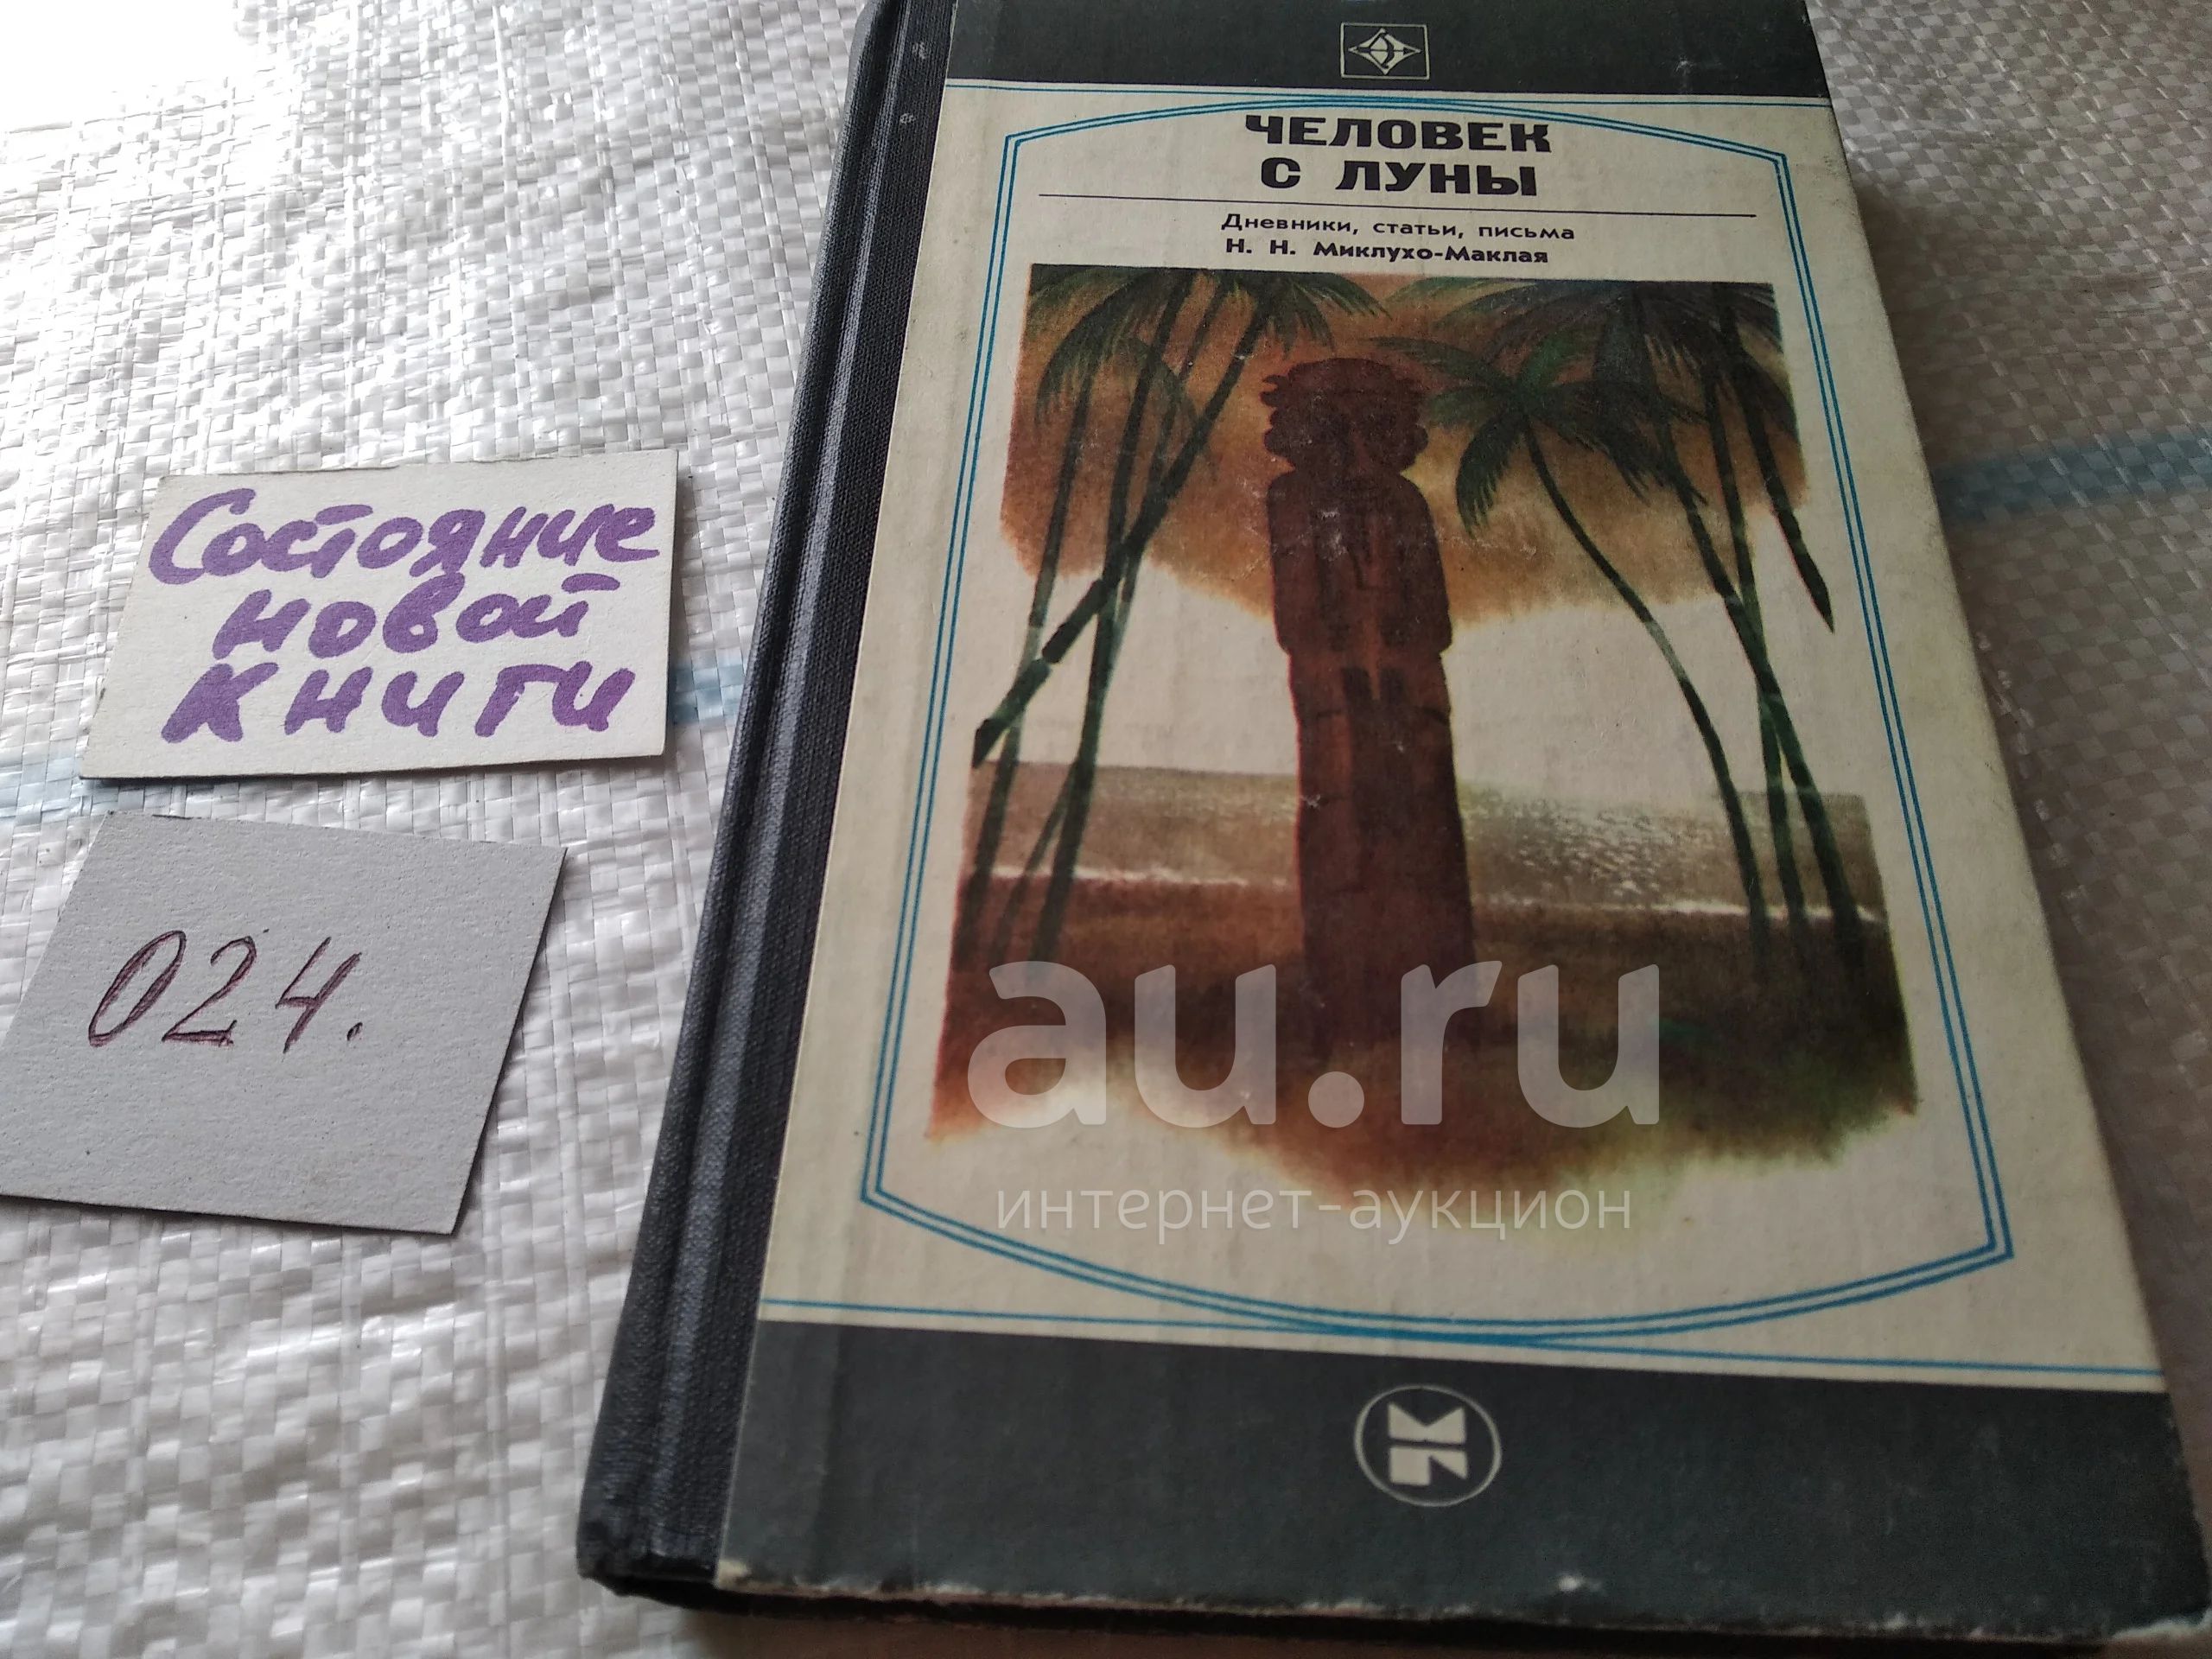 ЧЕЛОВЕК
С ЛУНЫ
Дневники, статьи, письма
Н. Н. Миклухо-Маклая
Состояние
новой
книги
024.
au.ru
интернет-аукцион